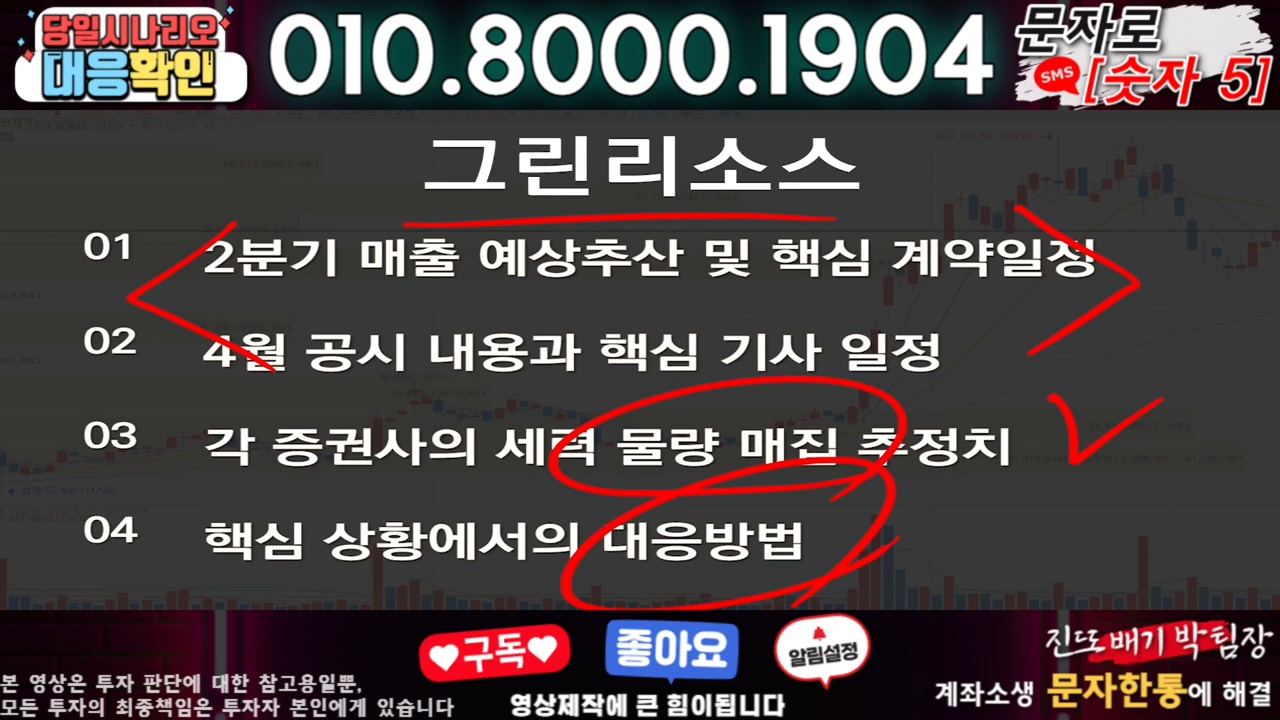 당일시나리오
대응확인
010.8000.1904
문자로
SMS [숫자 5]
그린리소스
01 2분기 매출 예상추산 및 핵심 계약일정
02 4월 공시 내용과 핵심 기사 일정
03 각 증권사의 세력 물량 매진 추정치
04 핵심 상황에서의 대응방법
구독
좋아요
알림설정
영상제작에 큰 힘이됩니다
본 영상은 투자 판단에 대한 참고용일뿐,
모든 투자의 최종책임은 투자자 본인에게 있습니다
진또배기 박팀장
계좌소생 문자한통에 해결